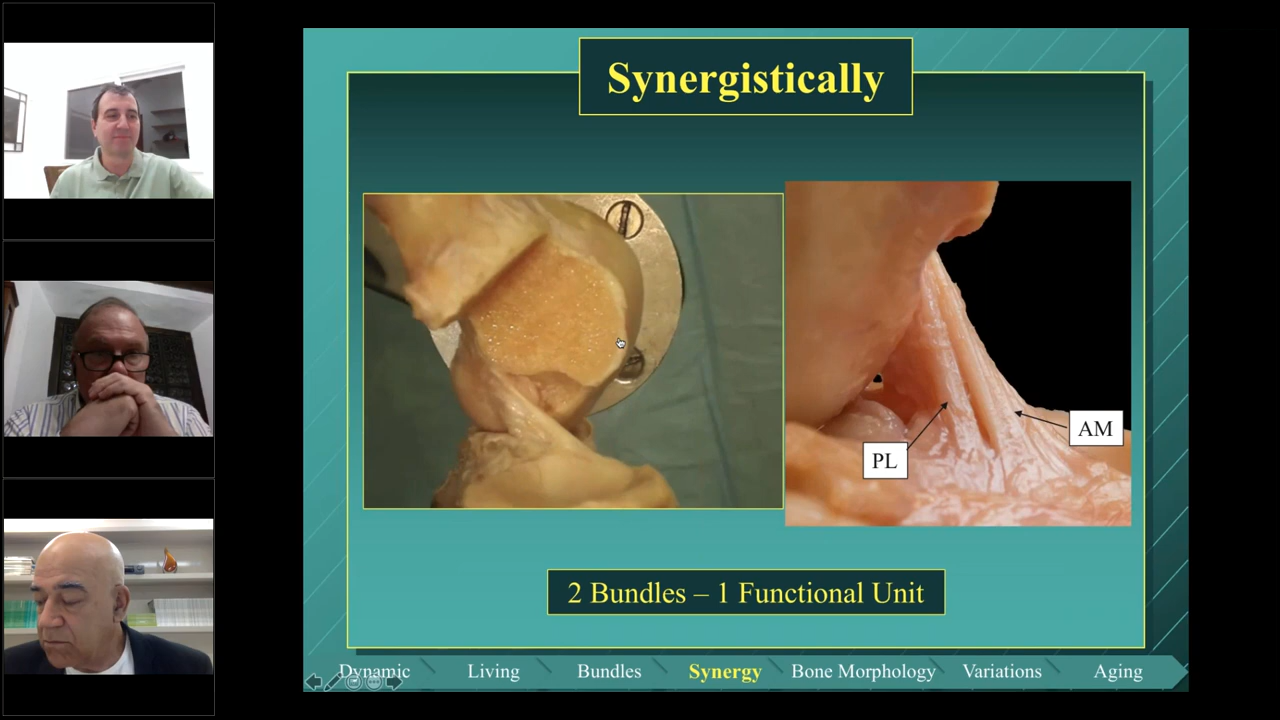 Synergistically
PL
AM
2 Bundles – 1 Functional Unit
Dynamic Living Bundles Synergy Bone Morphology Variations Aging